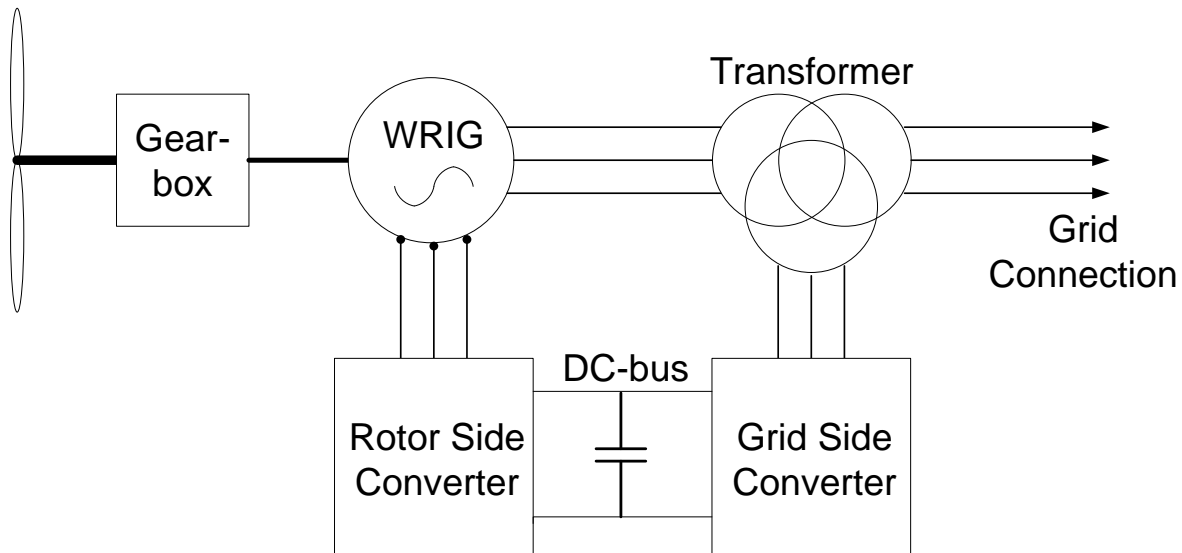 Transformer
Gear-
box
WRIG
Grid
Connection
DC-bus
Rotor Side
Converter
Grid Side
Converter